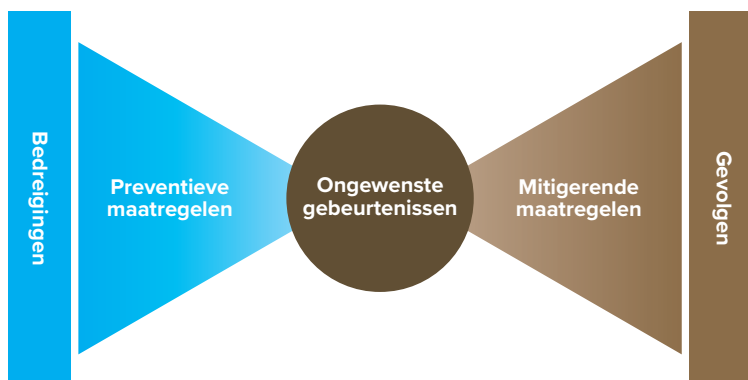 Bedreigingen
Preventieve
maatregelen
Ongewenste
gebeurtenissen
Mitigerende
maatregelen
Gevolgen